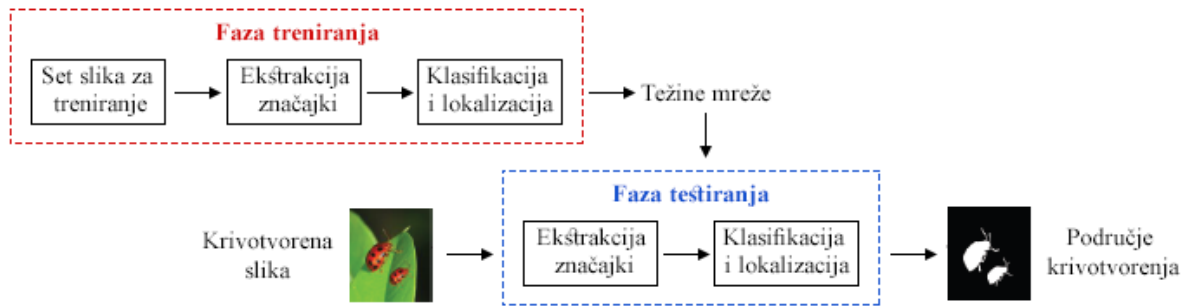 Faza treniranja
Set slika za
treniranje
Ekstrakcija
značajki
Klasifikacija
i lokalizacija
Težine mreže
Faza testiranja
Krivotvorena
slika
Ekstrakcija
značajki
Klasifikacija
i lokalizacija
Područje
krivotvorenja